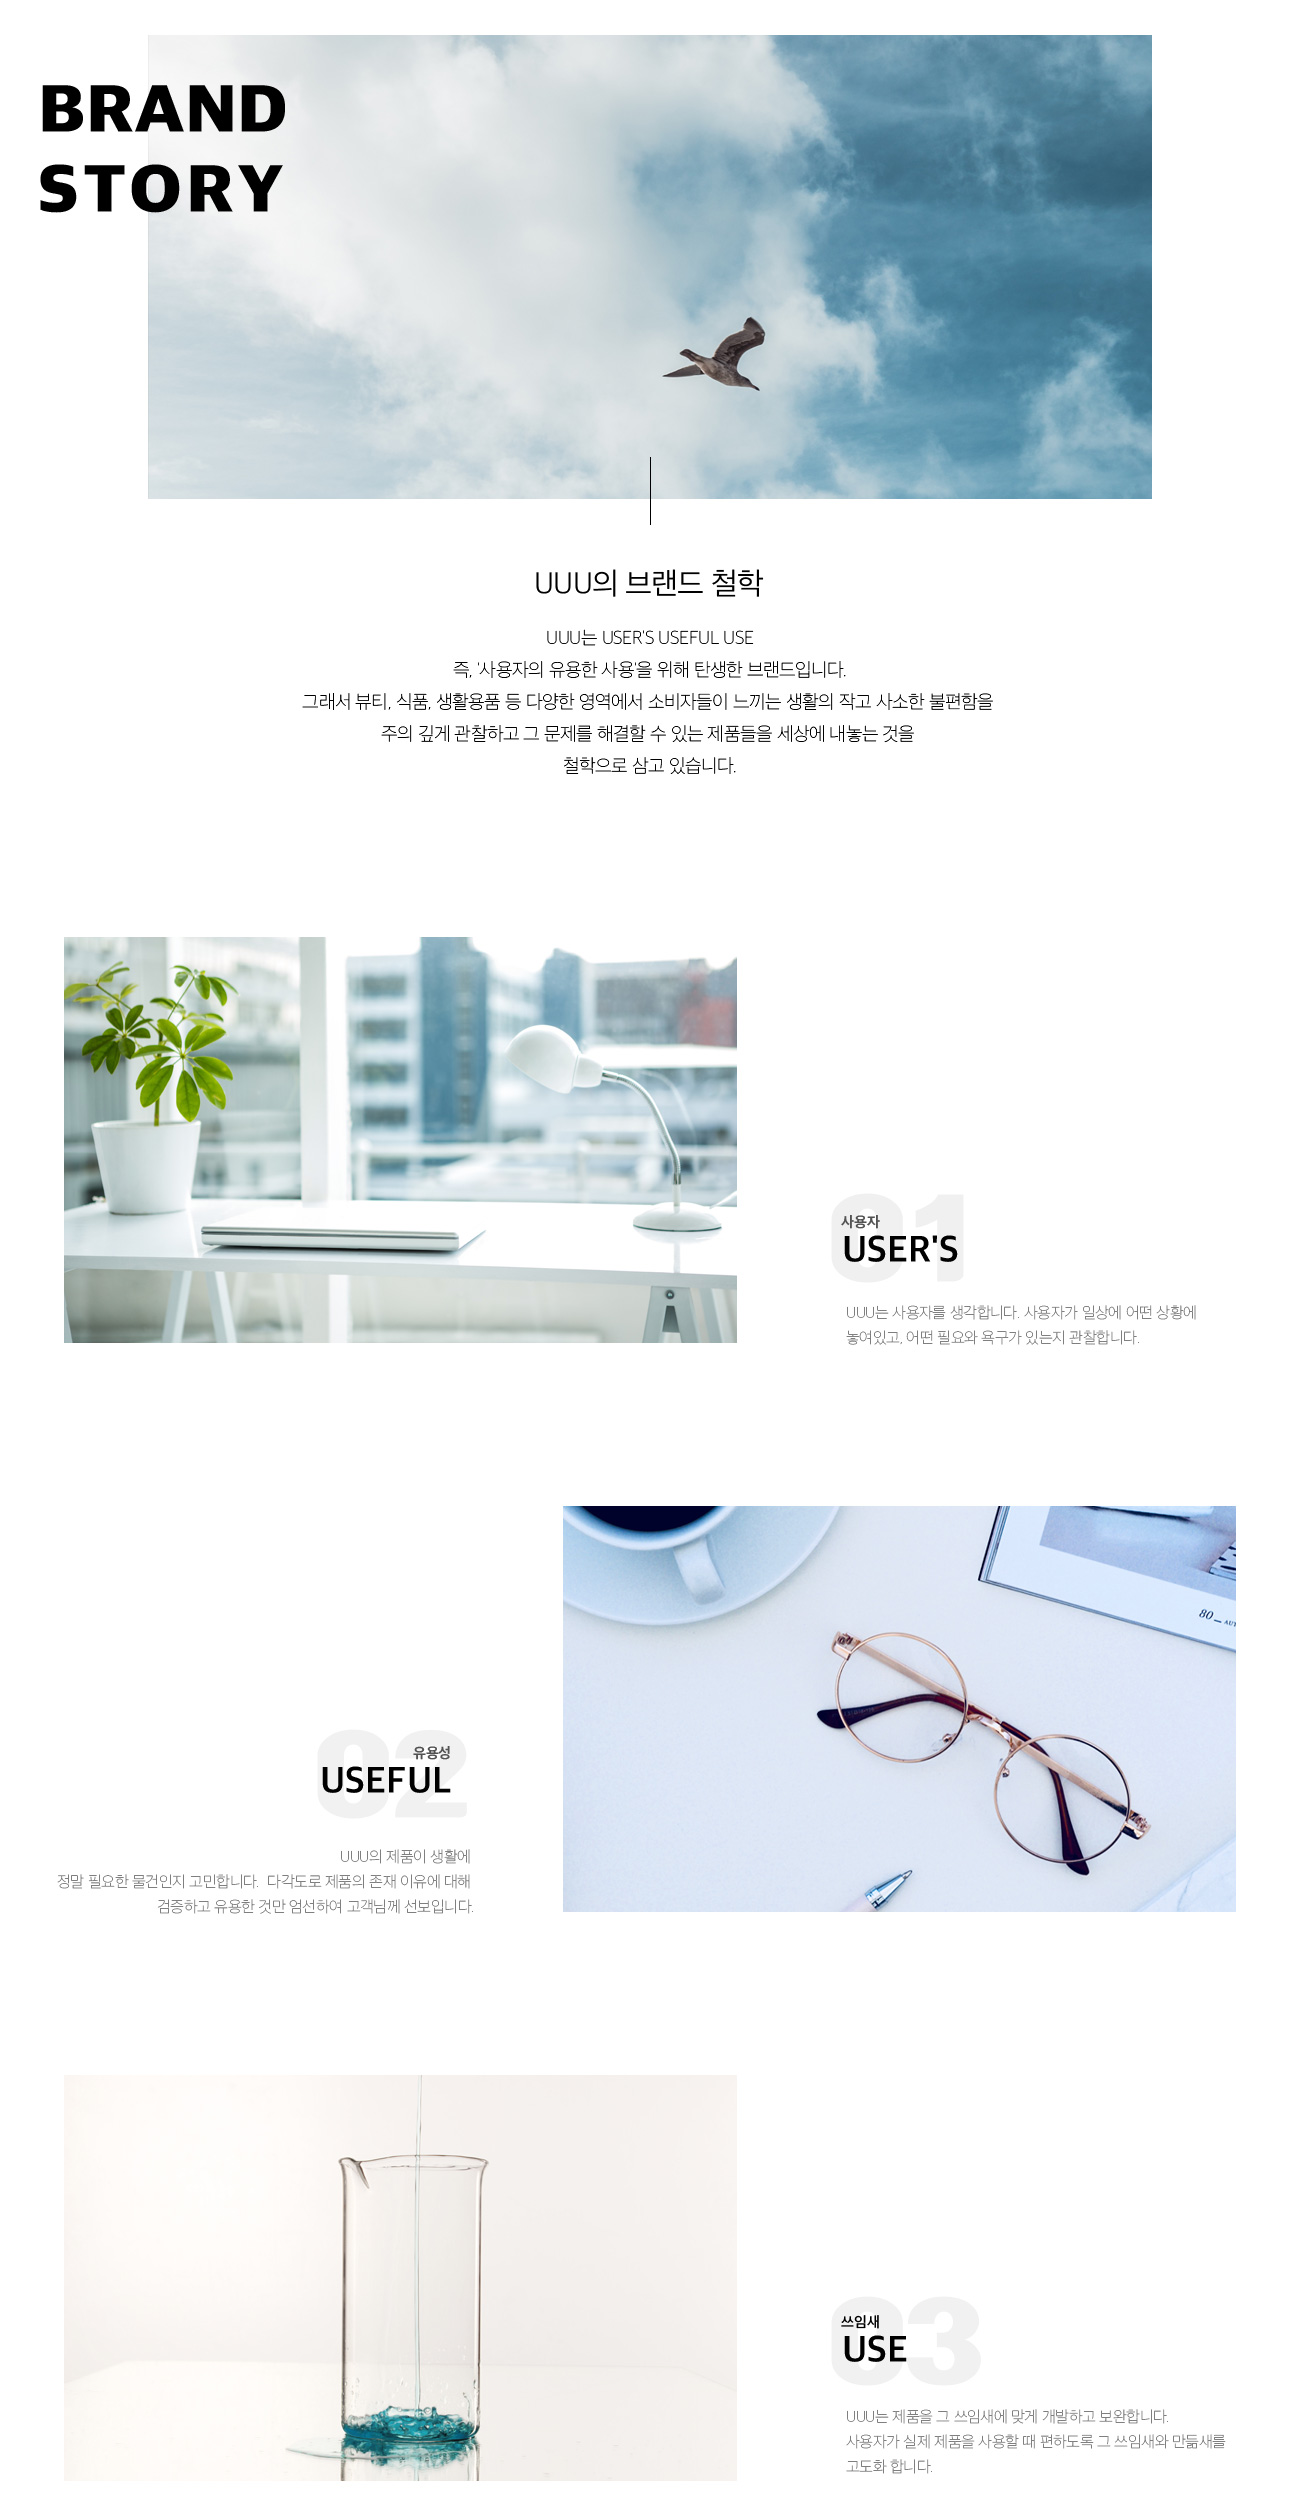 BRAND
STORY
UUU의 브랜드 철학
UUU는 USER'S USEFUL USE
즉, '사용자의 유용한 사용'을 위해 탄생한 브랜드입니다.
그래서 뷰티, 식품, 생활용품 등 다양한 영역에서 소비자들이 느끼는 생활의 작고 사소한 불편함을
주의 깊게 관찰하고 그 문제를 해결할 수 있는 제품들을 세상에 내놓는 것을
철학으로 삼고 있습니다.
01
사용자
USER'S
UUU는 사용자를 생각합니다. 사용자가 일상에 어떤 상황에
놓여있고, 어떤 필요와 욕구가 있는지 관찰합니다.
80
02
유용성
USEFUL
UUU의 제품이 생활에
정말 필요한 물건인지 고민합니다. 다각도로 제품의 존재 이유에 대해
검증하고 유용한 것만 엄선하여 고객님께 선보입니다.
03
쓰임새
USE
UUU는 제품을 그 쓰임새에 맞게 개발하고 보완합니다.
사용자가 실제 제품을 사용할 때 편하도록 그 쓰임새와 만듦새를
고도화 합니다.